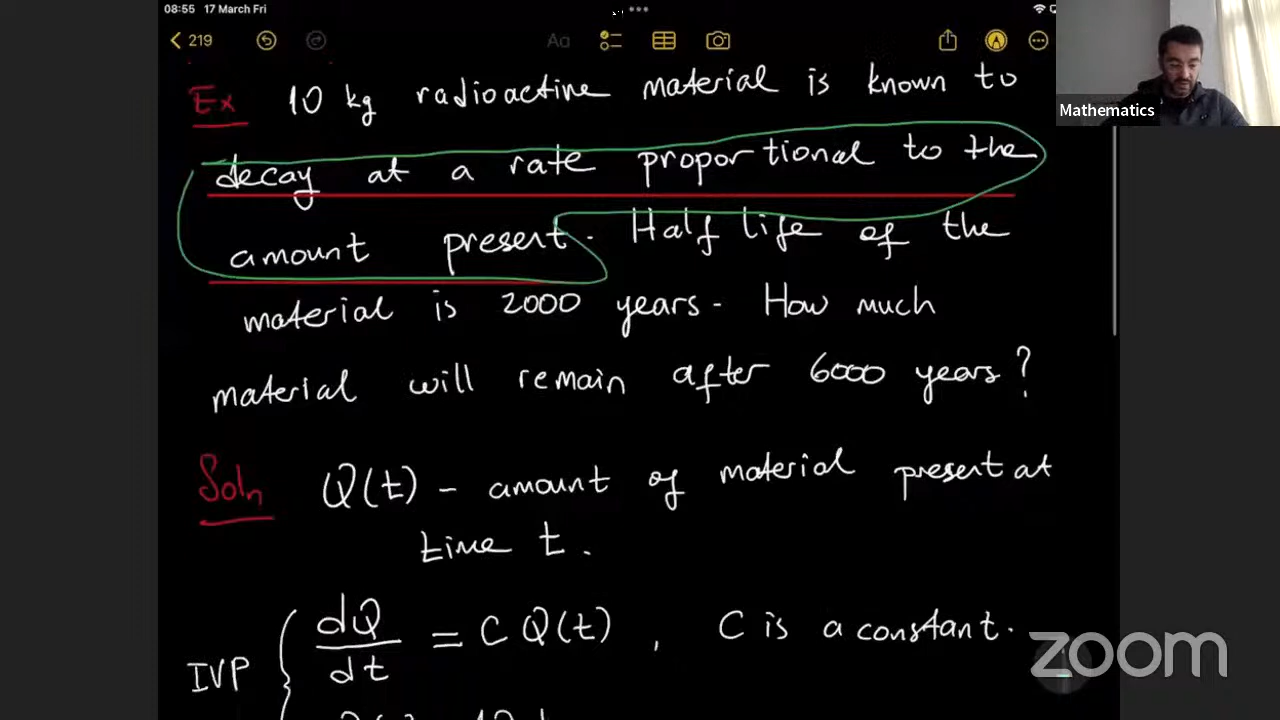 08:55 17 March Fri
219
Aa
Ex 10 kg radioactive material is known to
decay at a rate proportional to the
amount present. Half life of the
material is 2000 years. How much
material will remain after 6000 years?
Soln Q(t) - amount of material present at
time t.
dQ/dt = C Q(t), C is a constant.
IVP
Mathematics
zoom